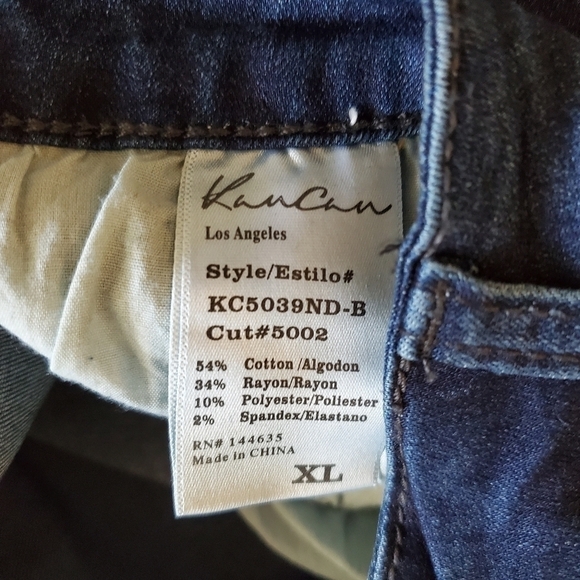 KanCan
Los Angeles
Style/Estilo#
KC5039ND-B
Cut#5002
54% Cotton /Algodon
34% Rayon/Rayon
10% Polyester/Poliester
2% Spandex/Elastano
RN# 144635
Made in CHINA
XL